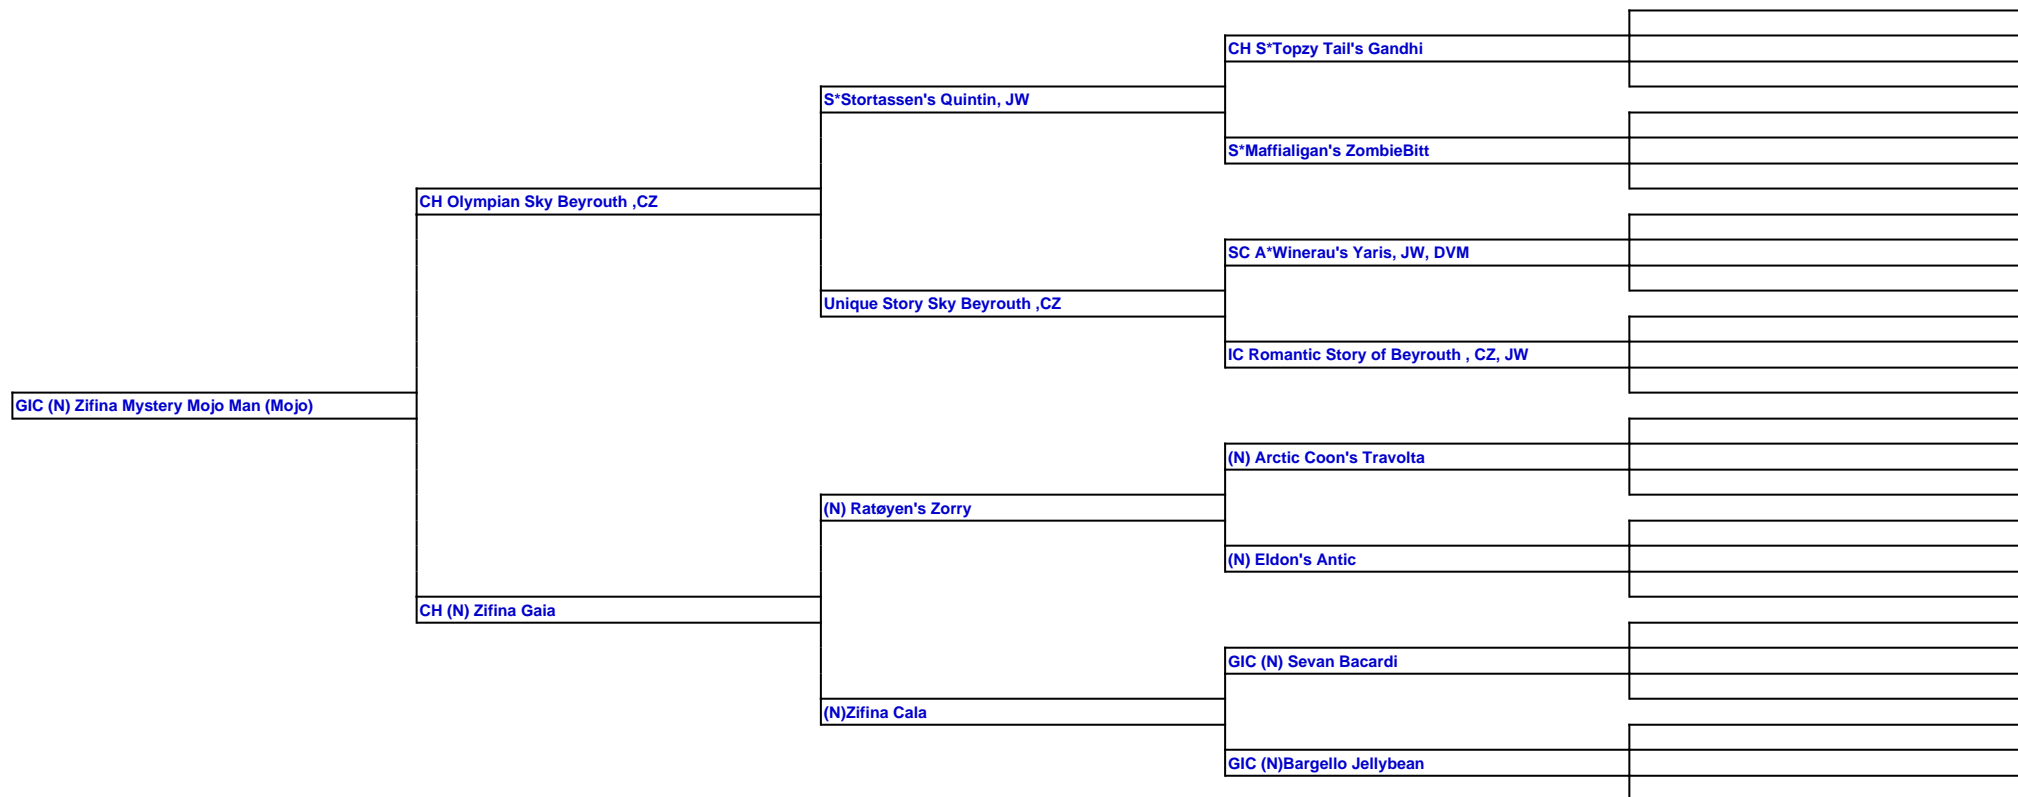 CH S*Topzy Tail's Gandhi
S*Stortassen's Quintin, JW
S*Maffialigan's ZombieBitt
CH Olympian Sky Beyrouth ,CZ
SC A*Winerau's Yaris, JW, DVM
Unique Story Sky Beyrouth ,CZ
IC Romantic Story of Beyrouth , CZ, JW
GIC (N) Zifina Mystery Mojo Man (Mojo)
(N) Arctic Coon's Travolta
(N) Ratøyen's Zorry
(N) Eldon's Antic
CH (N) Zifina Gaia
GIC (N) Sevan Bacardi
(N)Zifina Cala
GIC (N)Bargello Jellybean